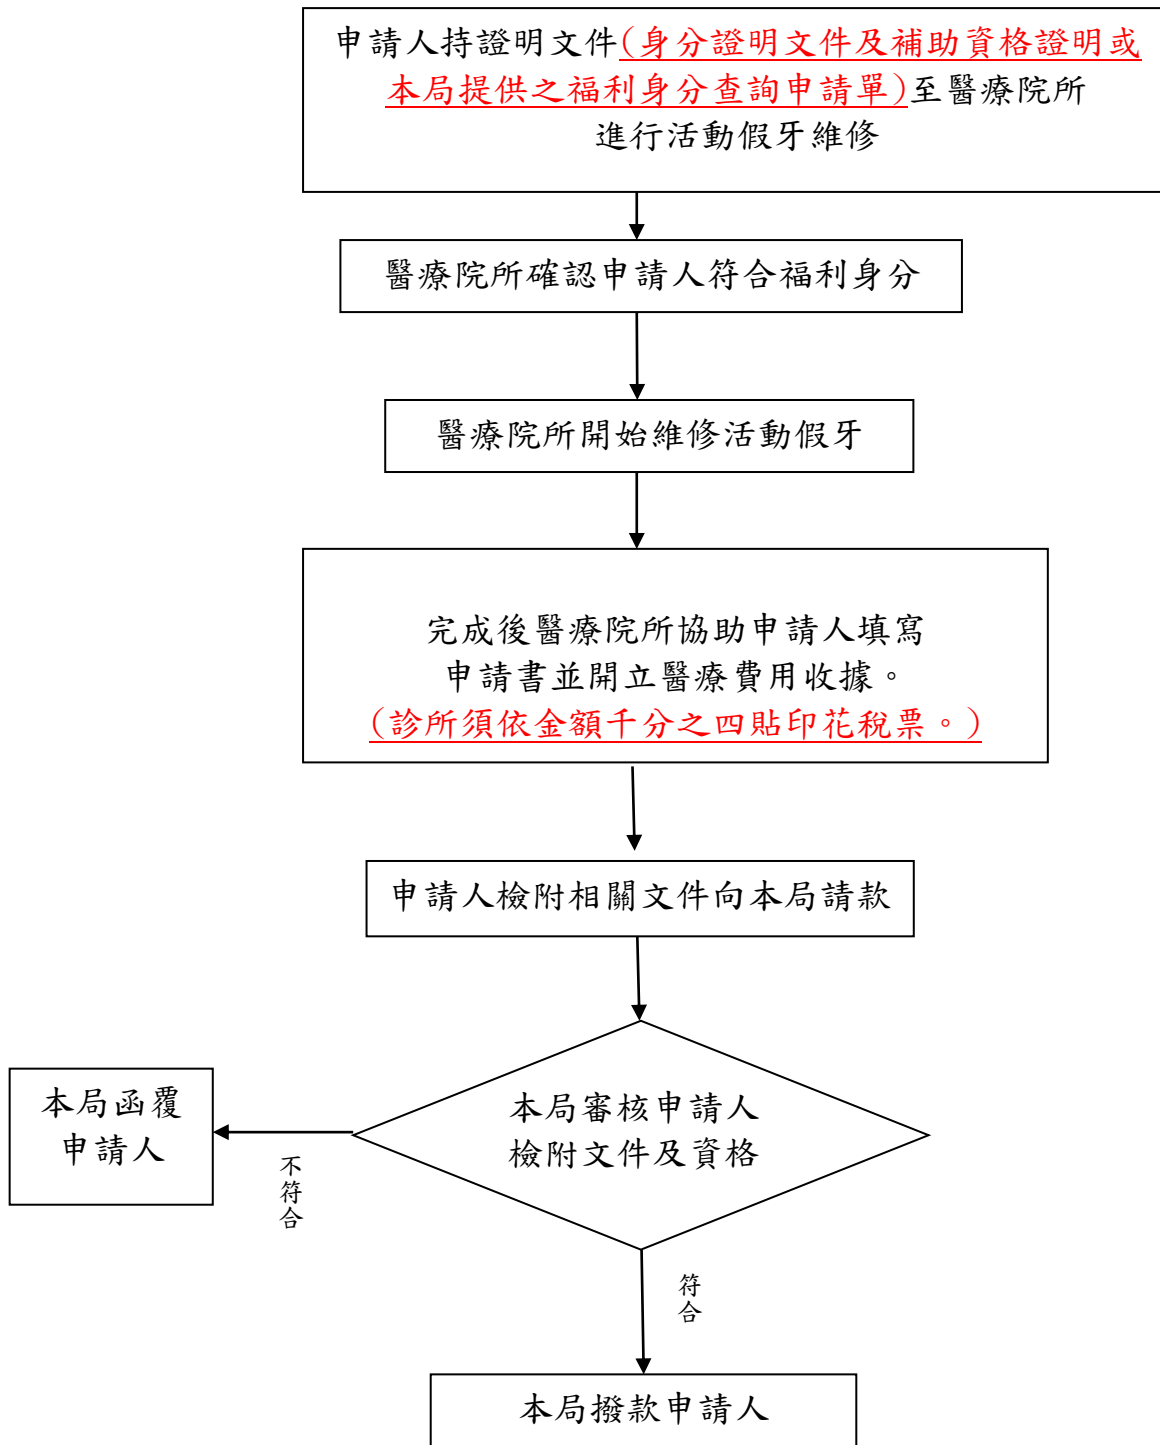 申請人持證明文件(身分證明文件及補助資格證明或
本局提供之福利身分查詢申請單)至醫療院所
進行活動假牙維修
醫療院所確認申請人符合福利身分
醫療院所開始維修活動假牙
完成後醫療院所協助申請人填寫
申請書並開立醫療費用收據。
(診所須依金額千分之四貼印花稅票。)
申請人檢附相關文件向本局請款
本局審核申請人
檢附文件及資格
本局函覆
申請人
不符合
符合
本局撥款申請人